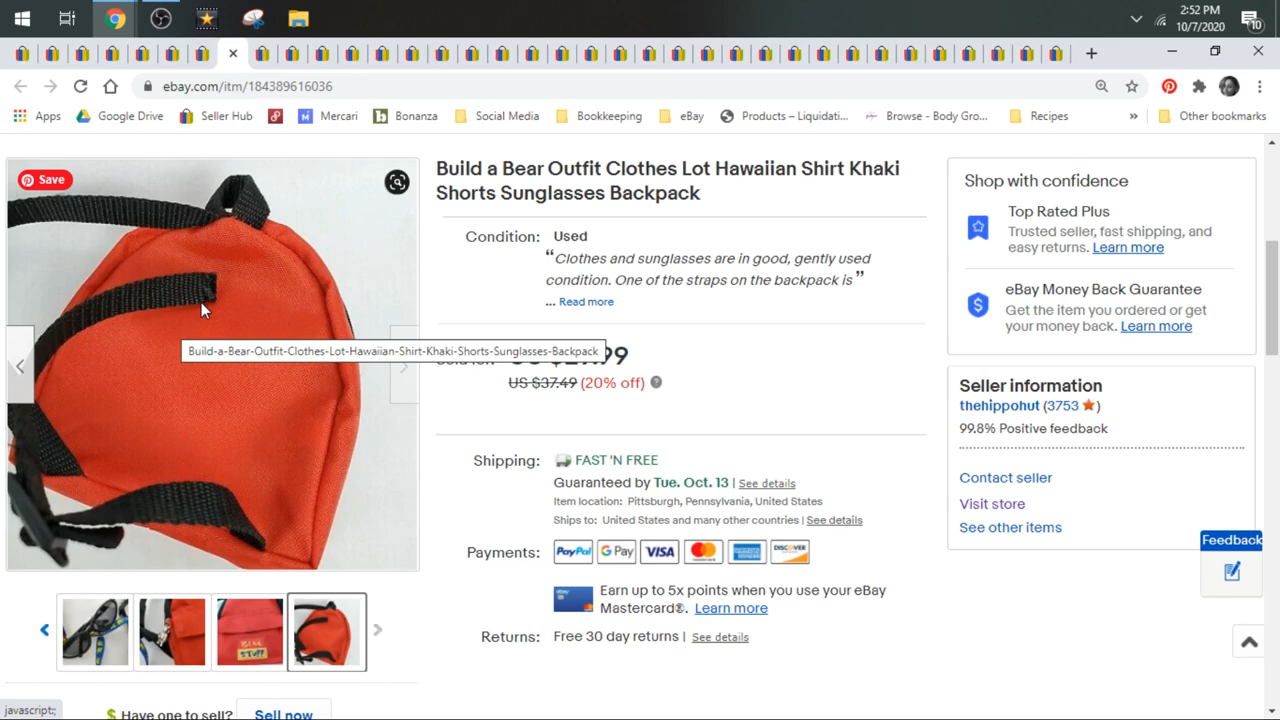 2:52 PM
10/7/2020
10
ebay.com/itm/184389616036
Apps
Google Drive
Seller Hub
Mercari
Bonanza
Social Media
Bookkeeping
eBay
Products – Liquidati...
Browse - Body Gro...
Recipes
»
Other bookmarks
Save
Build a Bear Outfit Clothes Lot Hawaiian Shirt Khaki
Shorts Sunglasses Backpack
Condition:
Used
“Clothes and sunglasses are in good, gently used
condition. One of the straps on the backpack is”
... Read more
Build-a-Bear-Outfit-Clothes-Lot-Hawaiian-Shirt-Khaki-Shorts-Sunglasses-Backpack
US $37.49 (20% off)
Shipping:
FAST 'N FREE
Guaranteed by Tue. Oct. 13 | See details
Item location: Pittsburgh, Pennsylvania, United States
Ships to: United States and many other countries | See details
Payments:
PayPal G Pay VISA DISCOVER
Earn up to 5x points when you use your eBay
Mastercard®. Learn more
Returns:
Free 30 day returns | See details
Shop with confidence
Top Rated Plus
Trusted seller, fast shipping, and
easy returns. Learn more
eBay Money Back Guarantee
Get the item you ordered or get
your money back. Learn more
Seller information
thehippohut (3753)
99.8% Positive feedback
Contact seller
Visit store
See other items
Feedback
BEAR
STUFF
javascript:;
Have one to sell?
Sell now